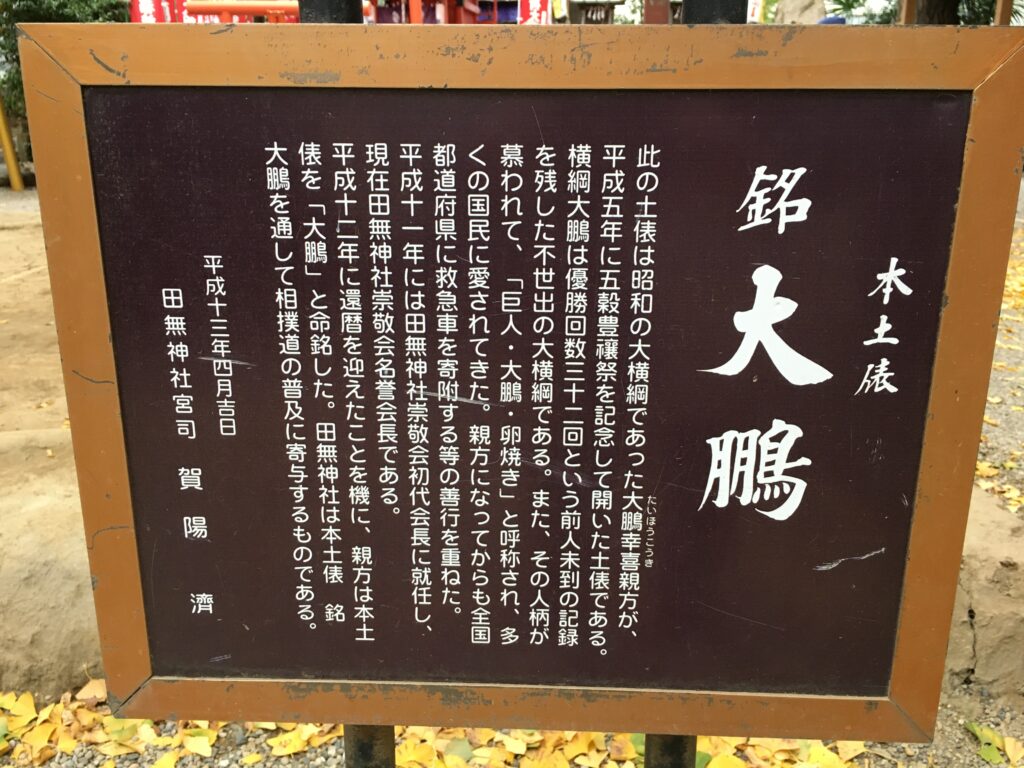 本土俵
銘 大鵬
此の土俵は昭和の大横綱であった大鵬幸喜親方が、
たいほうこうき
平成五年に五穀豊穣祭を記念して開いた土俵である。
横綱大鵬は優勝回数三十二回という前人未到の記録
を残した不世出の大横綱である。また、その人柄が
慕われて、「巨人・大鵬・卵焼き」と呼称され、多
くの国民に愛されてきた。親方になってからも全国
都道府県に救急車を寄附する等の善行を重ねた。
平成十一年には田無神社崇敬会初代会長に就任し、
現在田無神社崇敬会名誉会長である。
平成十二年に還暦を迎えたことを機に、親方は本土
俵を「大鵬」と命銘した。田無神社は本土俵 銘
大鵬を通して相撲道の普及に寄与するものである。
平成十三年四月吉日
田無神社宮司 賀陽 濟